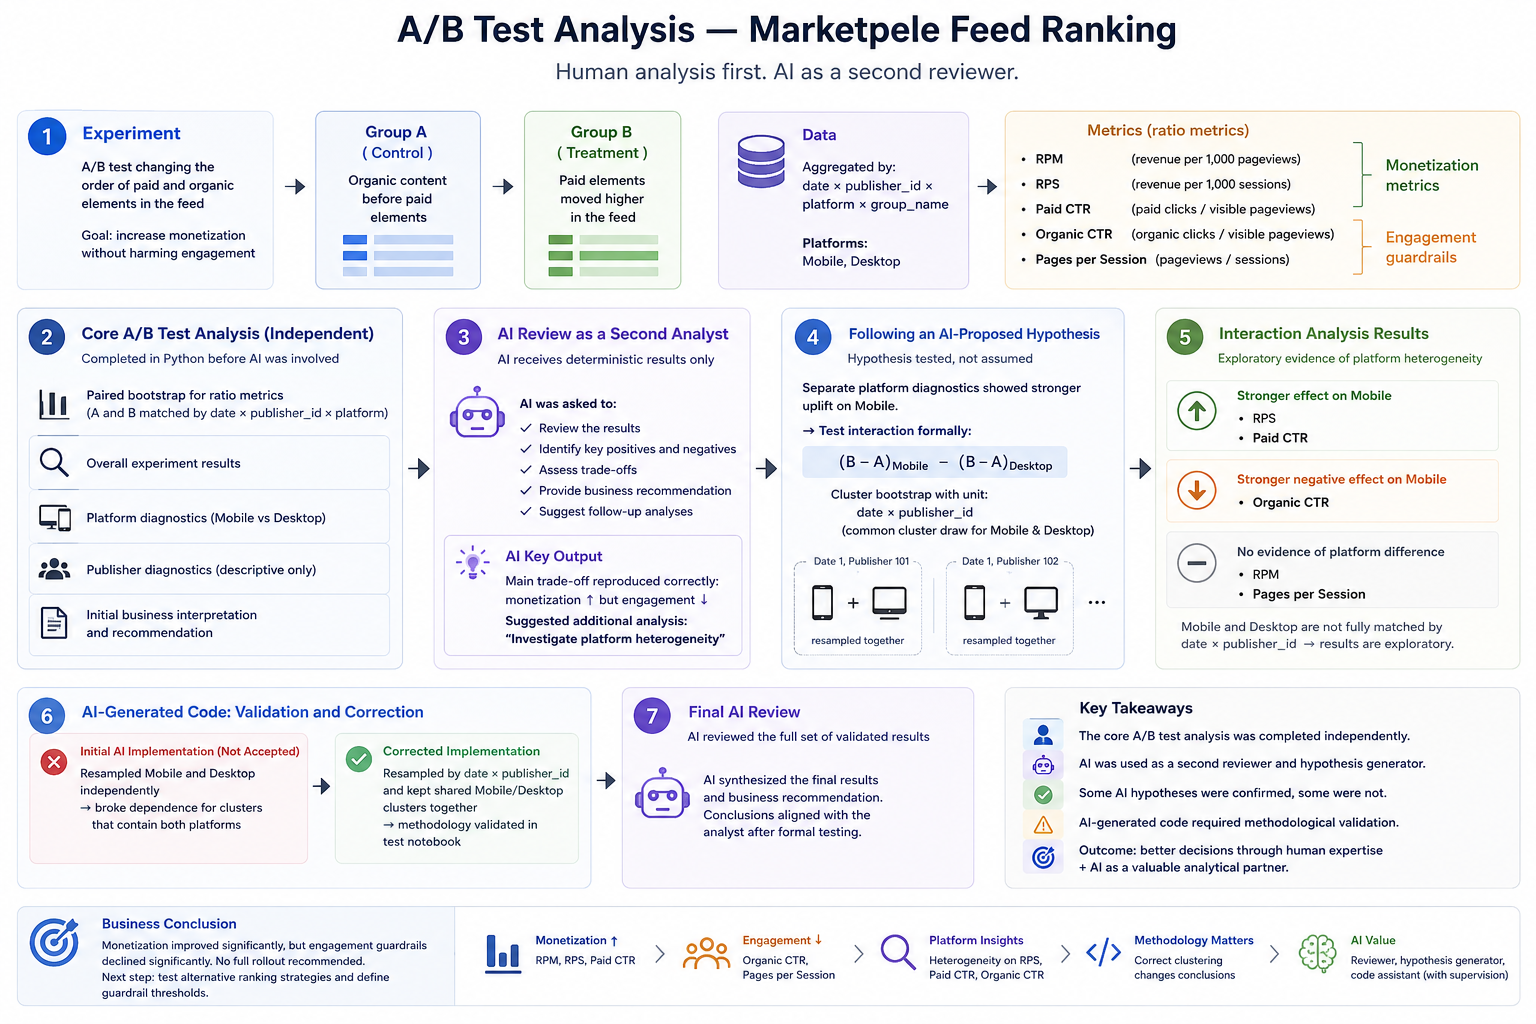 A/B Test Analysis — Marketpele Feed Ranking
Human analysis first. AI as a second reviewer.
1
Experiment
A/B test changing the
order of paid and organic
elements in the feed
Goal: increase monetization
without harming engagement
Group A
( Control )
Organic content
before paid
elements
Group B
( Treatment )
Paid elements
moved higher
in the feed
Data
Aggregated by:
date × publisher_id ×
platform × group_name
Platforms:
Mobile, Desktop
Metrics (ratio metrics)
• RPM (revenue per 1,000 pageviews)
• RPS (revenue per 1,000 sessions)
• Paid CTR (paid clicks / visible pageviews)
• Organic CTR (organic clicks / visible pageviews)
• Pages per Session (pageviews / sessions)
Monetization
metrics
Engagement
guardrails
2
Core A/B Test Analysis (Independent)
Completed in Python before AI was involved
Paired bootstrap for ratio metrics
(A and B matched by date × publisher_id × platform)
Overall experiment results
Platform diagnostics (Mobile vs Desktop)
Publisher diagnostics (descriptive only)
Initial business interpretation
and recommendation
3
AI Review as a Second Analyst
AI receives deterministic results only
AI was asked to:
✓ Review the results
✓ Identify key positives and negatives
✓ Assess trade-offs
✓ Provide business recommendation
✓ Suggest follow-up analyses
AI Key Output
Main trade-off reproduced correctly:
monetization ↑ but engagement ↓
Suggested additional analysis:
“Investigate platform heterogeneity”
4
Following an AI-Proposed Hypothesis
Hypothesis tested, not assumed
Separate platform diagnostics showed stronger
uplift on Mobile.
→ Test interaction formally:
(B – A)Mobile – (B – A)Desktop
Cluster bootstrap with unit:
date × publisher_id
(common cluster draw for Mobile & Desktop)
Date 1, Publisher 101
+
resampled together
Date 1, Publisher 102
+
resampled together
...
5
Interaction Analysis Results
Exploratory evidence of platform heterogeneity
Stronger effect on Mobile
• RPS
• Paid CTR
Stronger negative effect on Mobile
• Organic CTR
No evidence of platform difference
• RPM
• Pages per Session
Mobile and Desktop are not fully matched by
date × publisher_id → results are exploratory.
6
AI-Generated Code: Validation and Correction
Initial AI Implementation (Not Accepted)
Resampled Mobile and Desktop
independently
→ broke dependence for clusters
that contain both platforms
Corrected Implementation
Resampled by date × publisher_id
and kept shared Mobile/Desktop
clusters together
→ methodology validated in
test notebook
7
Final AI Review
AI reviewed the full set of validated results
AI synthesized the final results
and business recommendation.
Conclusions aligned with the
analyst after formal testing.
Key Takeaways
The core A/B test analysis was completed independently.
AI was used as a second reviewer and hypothesis generator.
Some AI hypotheses were confirmed, some were not.
AI-generated code required methodological validation.
Outcome: better decisions through human expertise
+ AI as a valuable analytical partner.
Business Conclusion
Monetization improved significantly, but engagement guardrails
declined significantly. No full rollout recommended.
Next step: test alternative ranking strategies and define
guardrail thresholds.
Monetization ↑
RPM, RPS, Paid CTR
Engagement ↓
Organic CTR,
Pages per Session
Platform Insights
Heterogeneity on RPS,
Paid CTR, Organic CTR
</>
Methodology Matters
Correct clustering
changes conclusions
AI Value
Reviewer, hypothesis generator,
code assistant (with supervision)